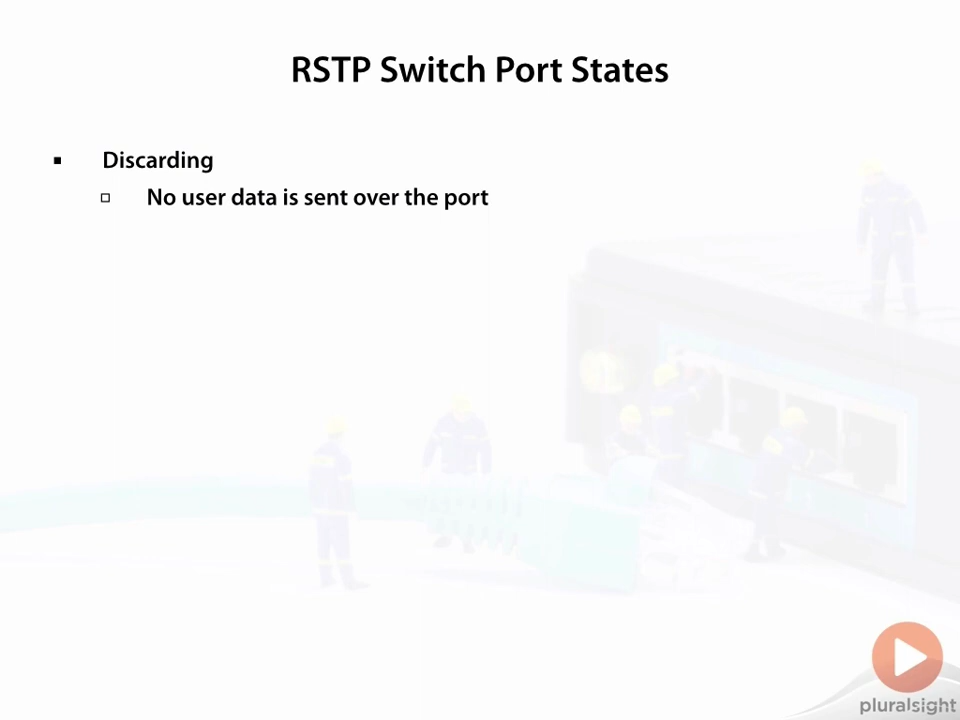 RSTP Switch Port States
Discarding
No user data is sent over the port
pluralsight